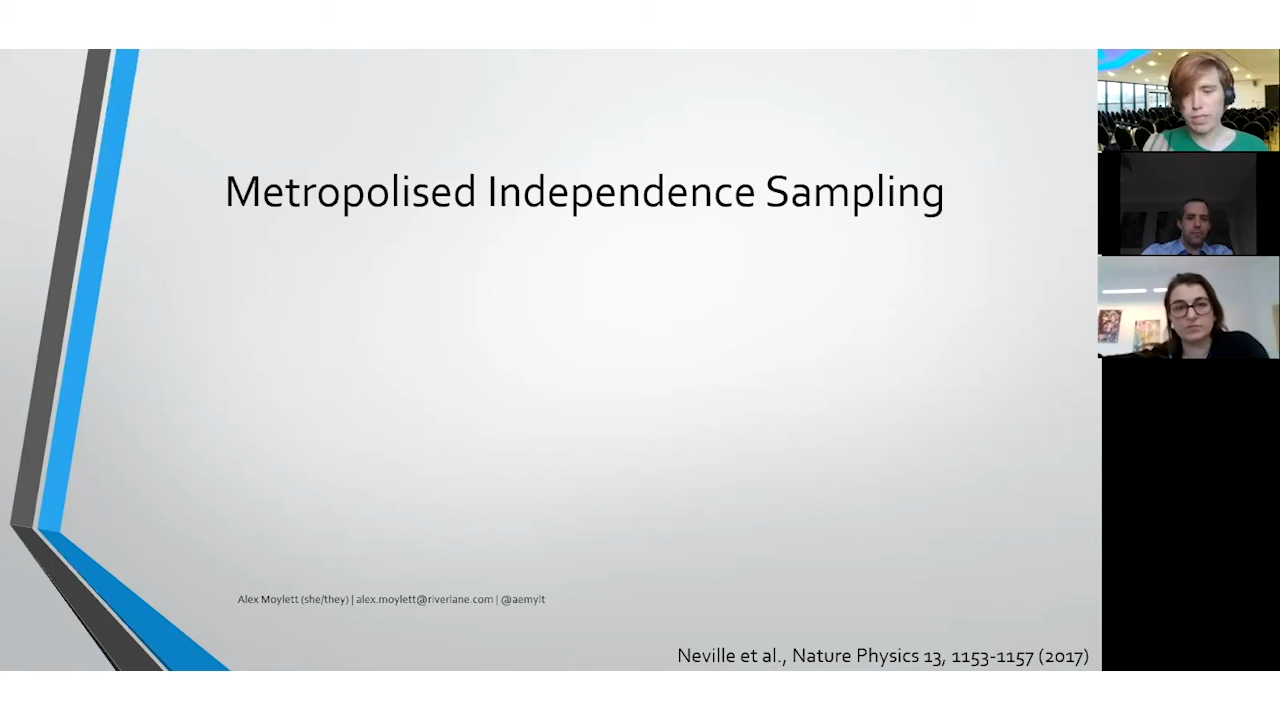 Metropolised Independence Sampling
Alex Moylett (she/they) | alex.moylett@riverlane.com | @aemylt
Neville et al., Nature Physics 13, 1153-1157 (2017)